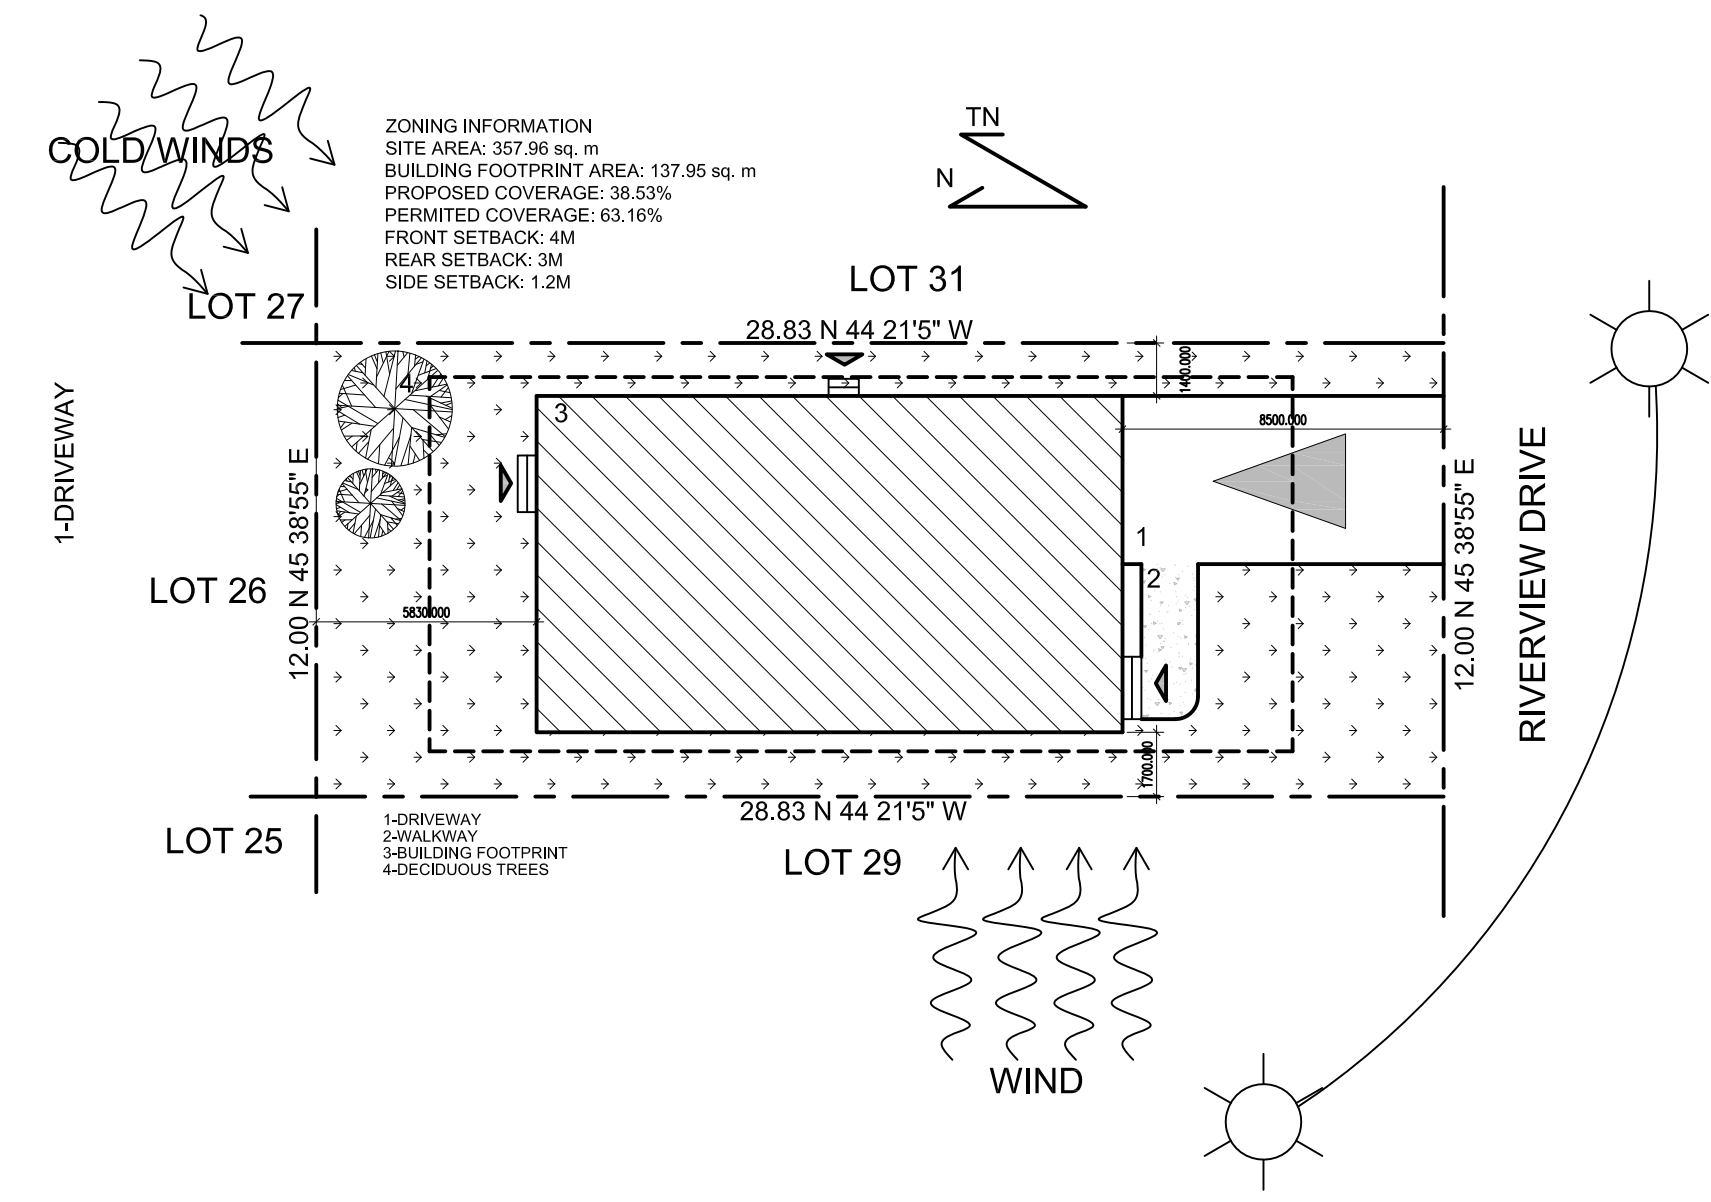 COLD WINDS
ZONING INFORMATION
SITE AREA: 357.96 sq. m
BUILDING FOOTPRINT AREA: 137.95 sq. m
PROPOSED COVERAGE: 38.53%
PERMITED COVERAGE: 63.16%
FRONT SETBACK: 4M
REAR SETBACK: 3M
SIDE SETBACK: 1.2M
TN
N
LOT 27
LOT 31
28.83 N 44 21'5" W
1400.000
4
3
8500.000
1-DRIVEWAY
12.00 N 45 38'55" E
LOT 26
5830.000
1
2
12.00 N 45 38'55" E
RIVERVIEW DRIVE
1700.000
28.83 N 44 21'5" W
LOT 25
1-DRIVEWAY
2-WALKWAY
3-BUILDING FOOTPRINT
4-DECIDUOUS TREES
LOT 29
WIND